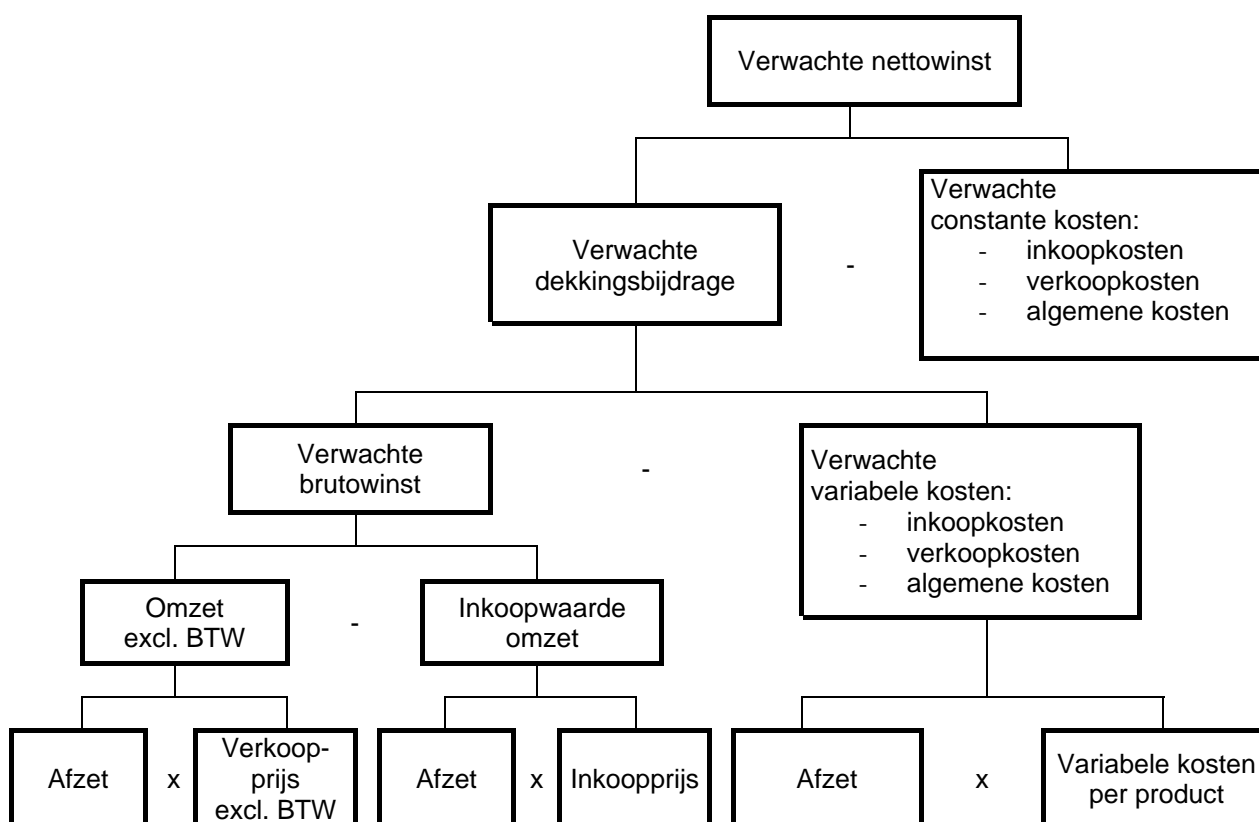 Verwachte nettowinst
Verwachte
dekkingsbijdrage
-
Verwachte
constante kosten:
- inkoopkosten
- verkoopkosten
- algemene kosten
Verwachte
brutowinst
-
Verwachte
variabele kosten:
- inkoopkosten
- verkoopkosten
- algemene kosten
Omzet
excl. BTW
-
Inkoopwaarde
omzet
Afzet
x
Verkoop-
prijs
excl. BTW
Afzet
x
Inkoopprijs
Afzet
x
Variabele kosten
per product